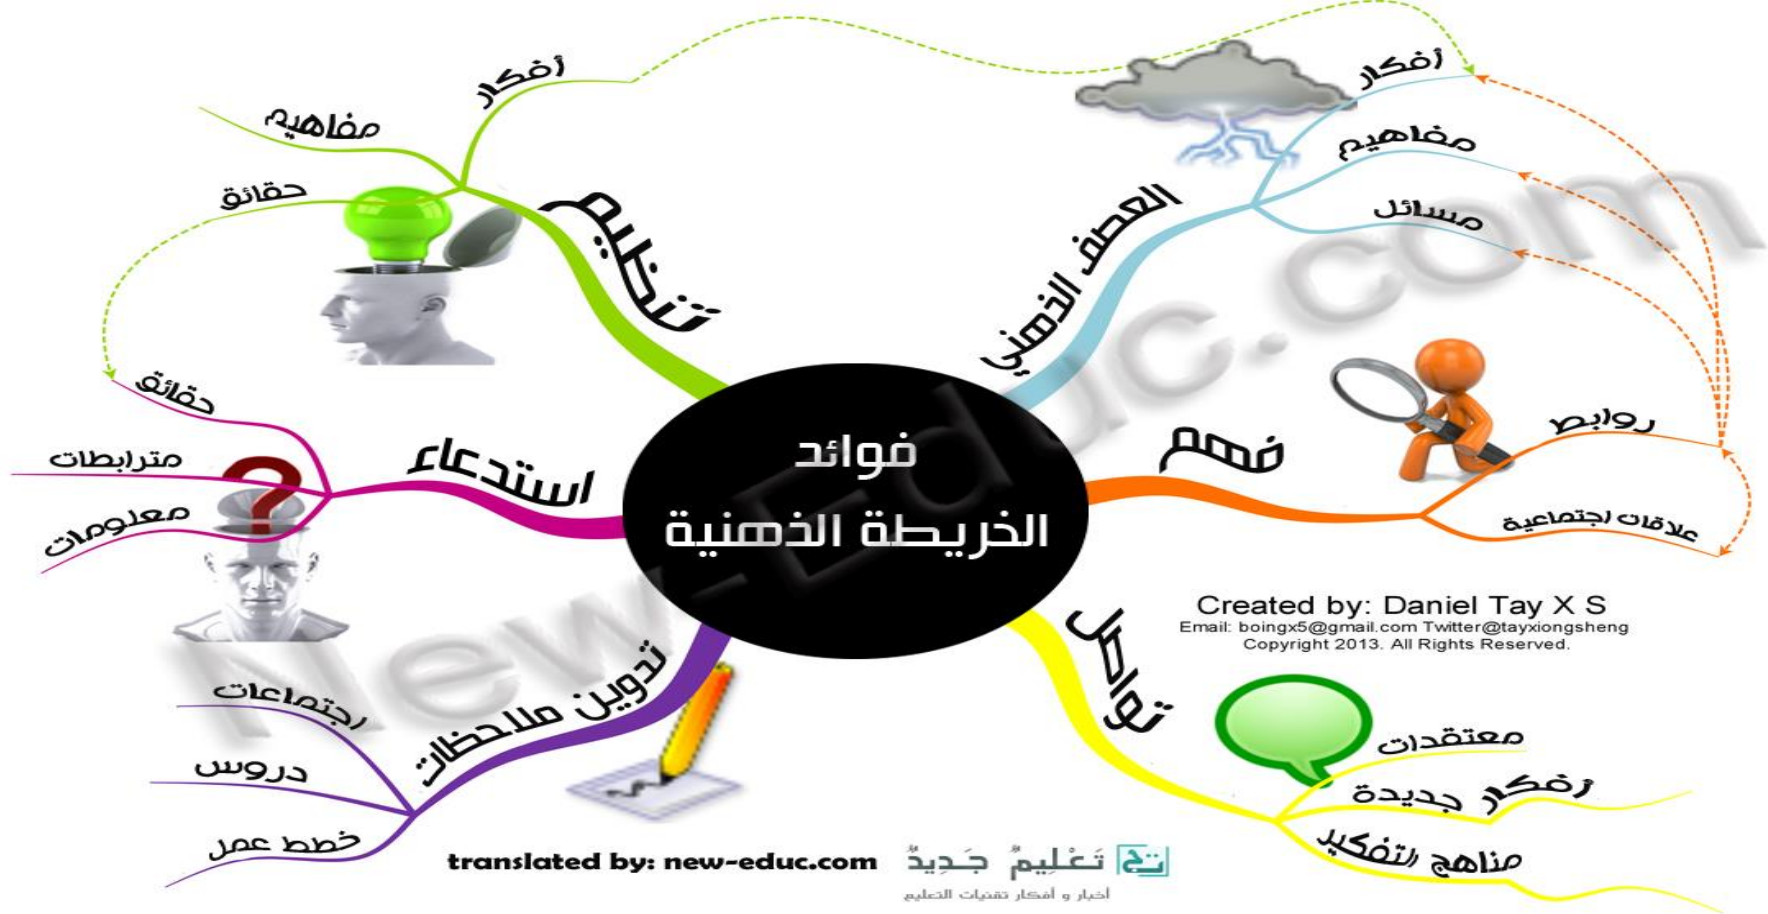 فوائد
الخريطة الذهنية
العصف الذهني
أفكار
مفاهيم
مسائل
فهم
روابط
علاقات اجتماعية
تواصل
معتقدات
أفكار جديدة
مناهج التفكير
تنظيم
أفكار
مفاهيم
حقائق
استدعاء
حقائق
مترابطات
معلومات
تدوين ملاحظات
اجتماعات
دروس
خطط عمل
Created by: Daniel Tay X S
Email: boingx5@gmail.com Twitter@tayxiongsheng
Copyright 2013. All Rights Reserved.
translated by: new-educ.com
تج تَعْلِيمٌ جَدِيدٌ
أخبار و أفكار تقنيات التعليم
New-Educ.com